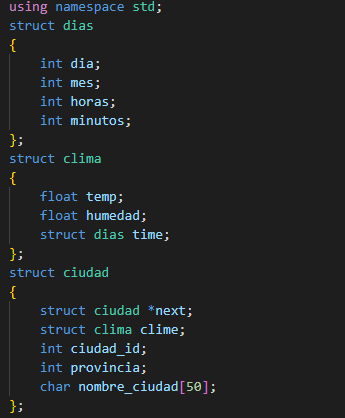 using namespace std;
struct dias
{
    int dia;
    int mes;
    int horas;
    int minutos;
};
struct clima
{
    float temp;
    float humedad;
    struct dias time;
};
struct ciudad
{
    struct ciudad *next;
    struct clima clime;
    int ciudad_id;
    int provincia;
    char nombre_ciudad[50];
};